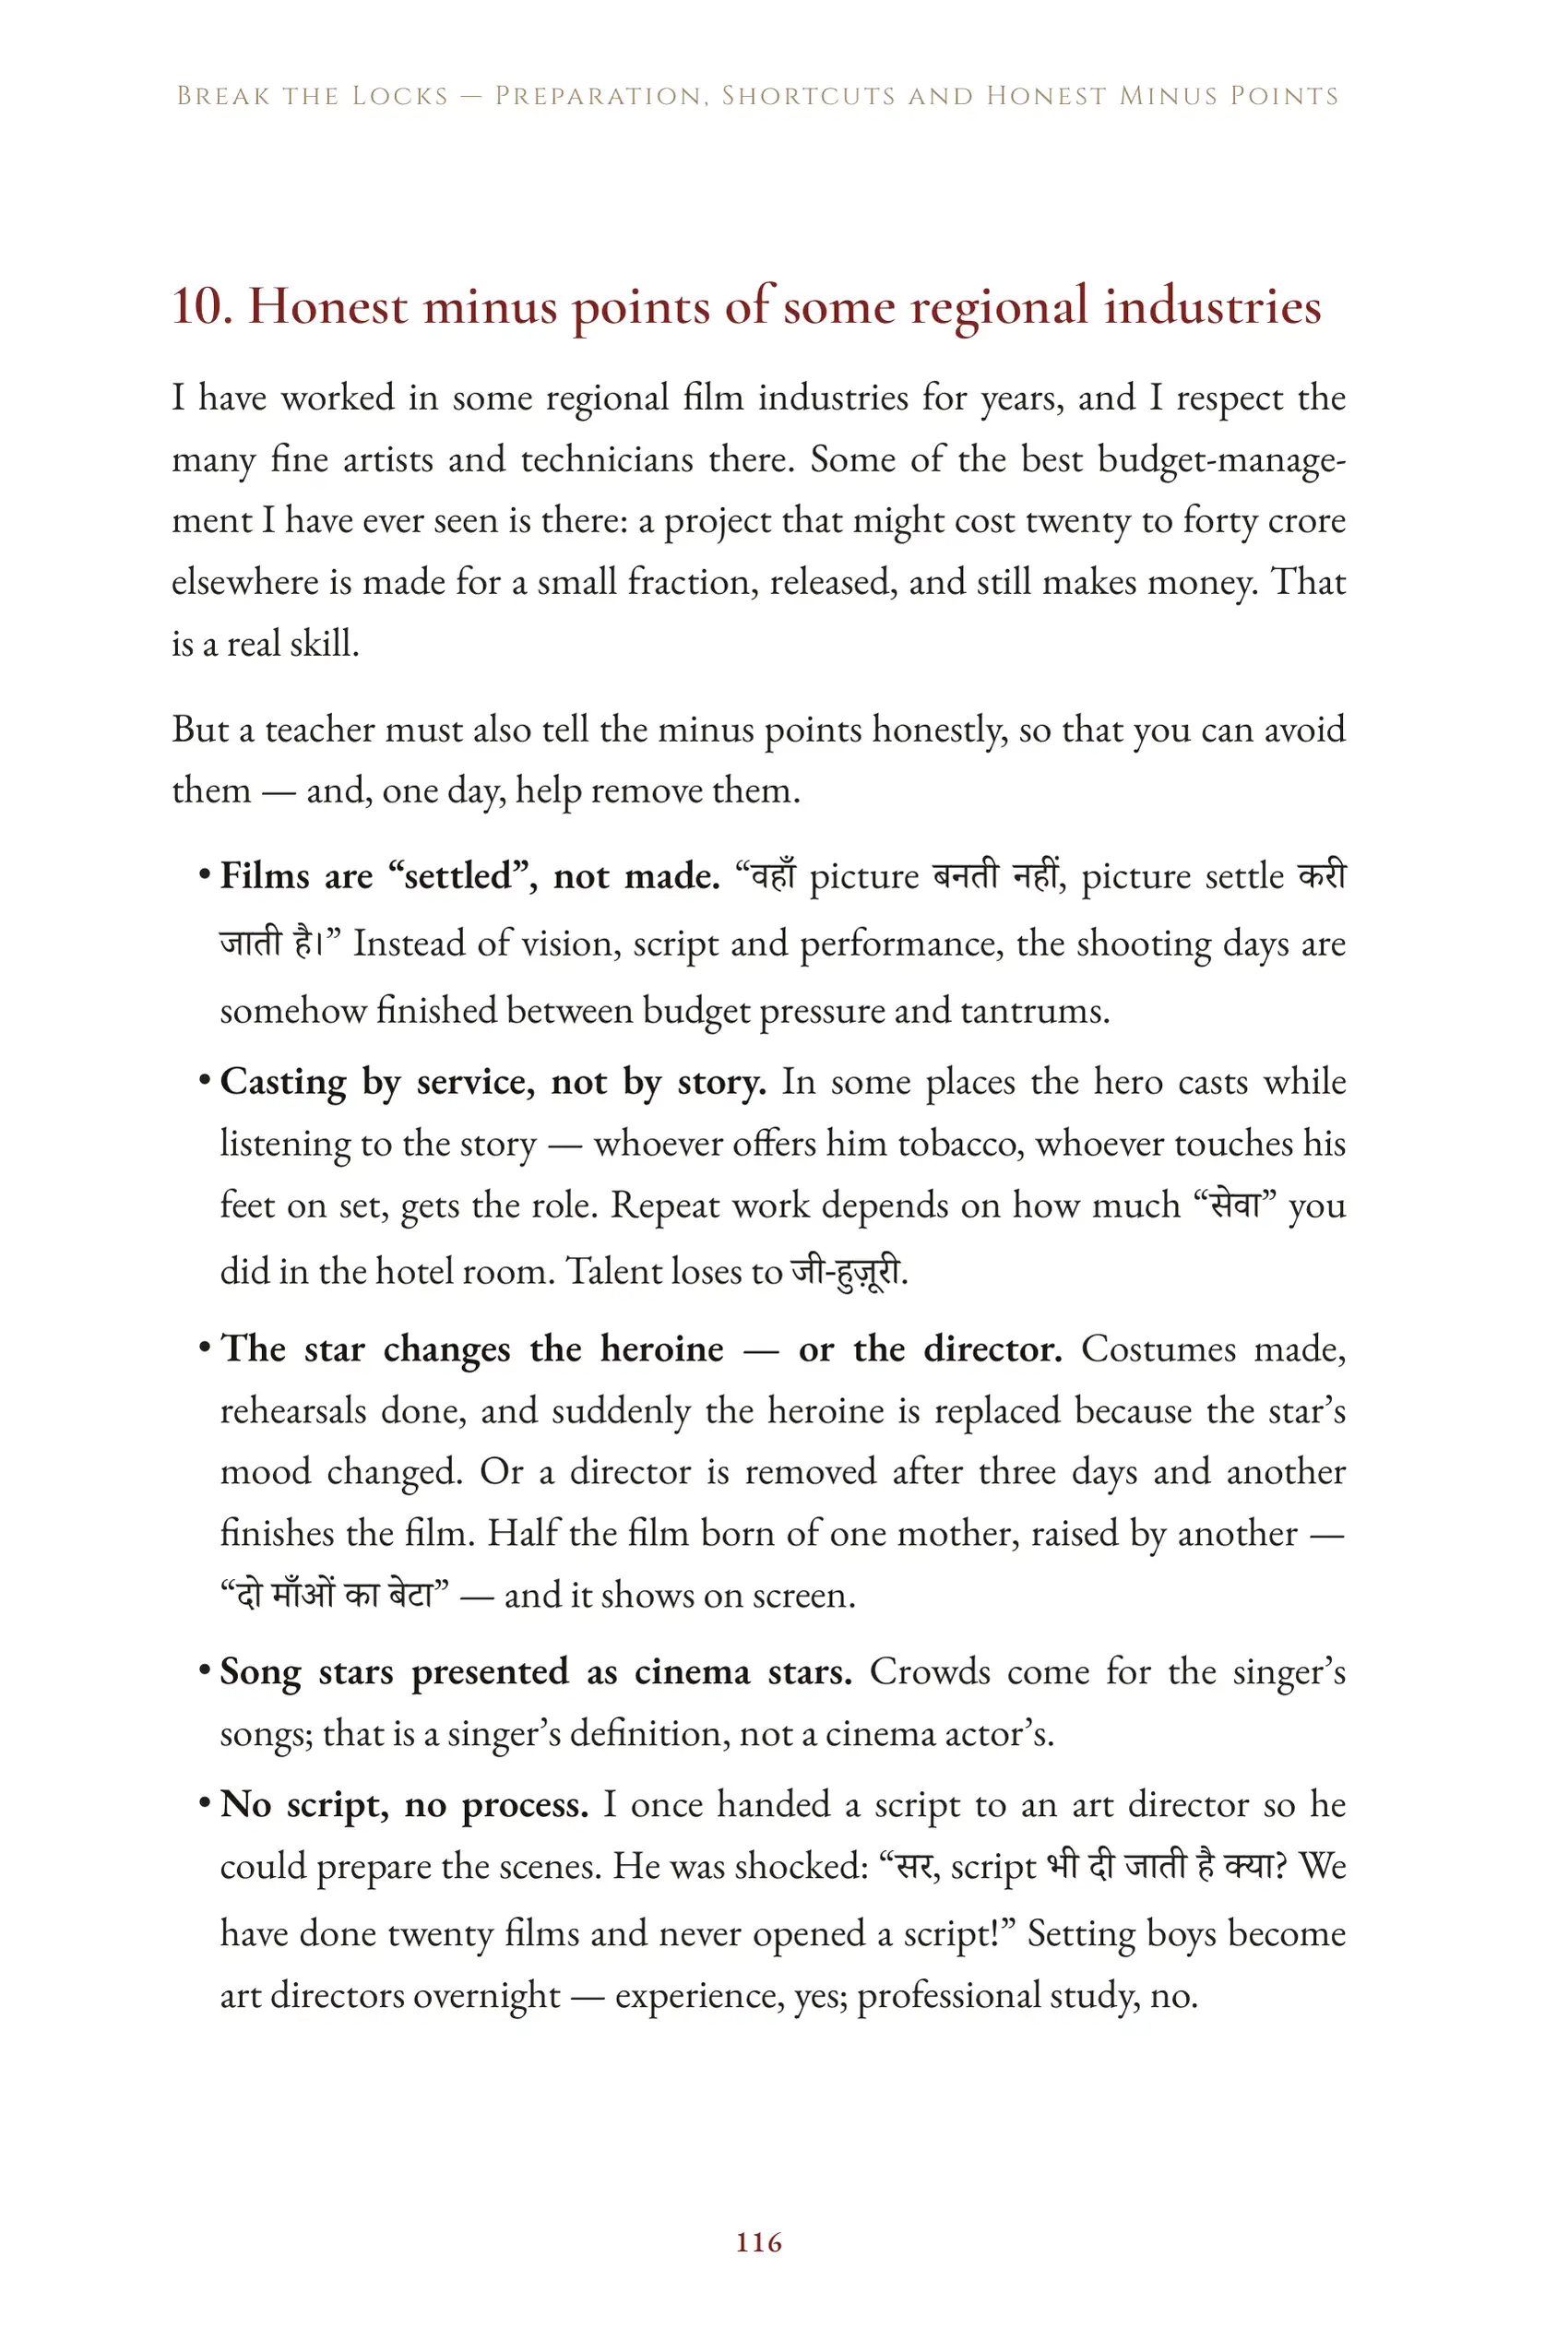 Break the Locks — Preparation, Shortcuts and Honest Minus Points
10. Honest minus points of some regional industries
I have worked in some regional film industries for years, and I respect the
many fine artists and technicians there. Some of the best budget-manage-
ment I have ever seen is there: a project that might cost twenty to forty crore
elsewhere is made for a small fraction, released, and still makes money. That
is a real skill.
But a teacher must also tell the minus points honestly, so that you can avoid
them — and, one day, help remove them.
• Films are “settled”, not made. “वहाँ picture बनती नहीं, picture settle करी
जाती है।” Instead of vision, script and performance, the shooting days are
somehow finished between budget pressure and tantrums.
• Casting by service, not by story. In some places the hero casts while
listening to the story — whoever offers him tobacco, whoever touches his
feet on set, gets the role. Repeat work depends on how much “सेवा” you
did in the hotel room. Talent loses to जी-हुज़ूरी.
• The star changes the heroine — or the director. Costumes made,
rehearsals done, and suddenly the heroine is replaced because the star’s
mood changed. Or a director is removed after three days and another
finishes the film. Half the film born of one mother, raised by another —
“दो माँओं का बेटा” — and it shows on screen.
• Song stars presented as cinema stars. Crowds come for the singer’s
songs; that is a singer’s definition, not a cinema actor’s.
• No script, no process. I once handed a script to an art director so he
could prepare the scenes. He was shocked: “सर, script भी दी जाती है क्या? We
have done twenty films and never opened a script!” Setting boys become
art directors overnight — experience, yes; professional study, no.
116